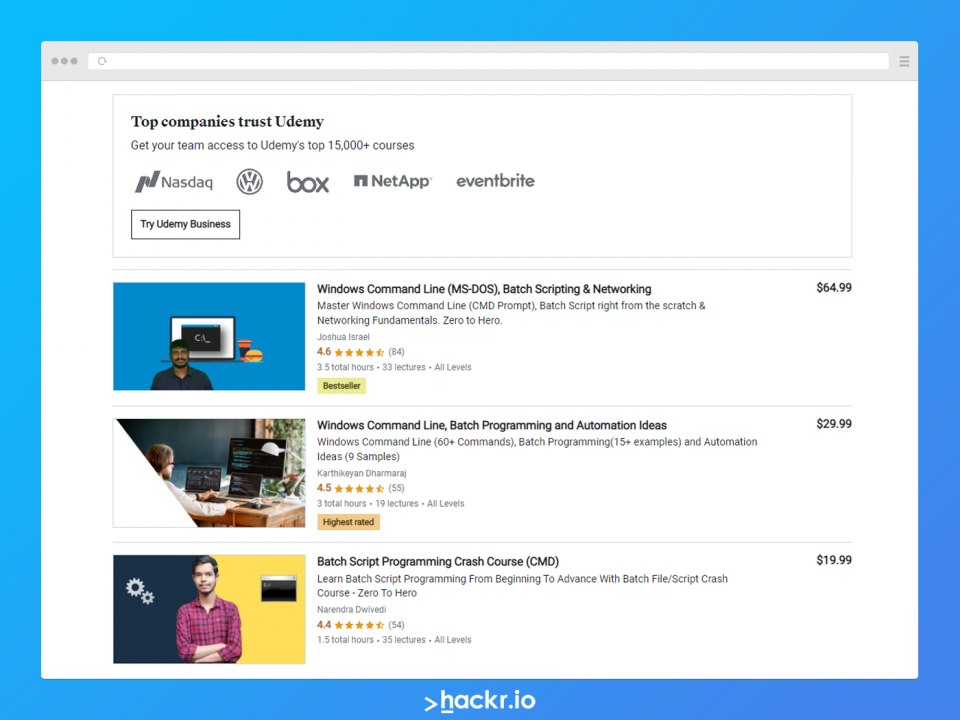 Top companies trust Udemy
Get your team access to Udemy's top 15,000+ courses
Nasdaq
box
NetApp
eventbrite
Try Udemy Business
Windows Command Line (MS-DOS), Batch Scripting & Networking
$64.99
Master Windows Command Line (CMD Prompt), Batch Script right from the scratch &
Networking Fundamentals. Zero to Hero.
Joshua Israel
4.6 (84)
3.5 total hours • 33 lectures • All Levels
Bestseller
C:\_
Windows Command Line, Batch Programming and Automation Ideas
$29.99
Windows Command Line (60+ Commands), Batch Programming(15+ examples) and Automation
Ideas (9 Samples)
Karthikeyan Dharmaraj
4.5 (55)
3 total hours • 19 lectures • All Levels
Highest rated
Batch Script Programming Crash Course (CMD)
$19.99
Learn Batch Script Programming From Beginning To Advance With Batch File/Script Crash
Course - Zero To Hero
Narendra Dwivedi
4.4 (54)
1.5 total hours • 35 lectures • All Levels
>hackr.io